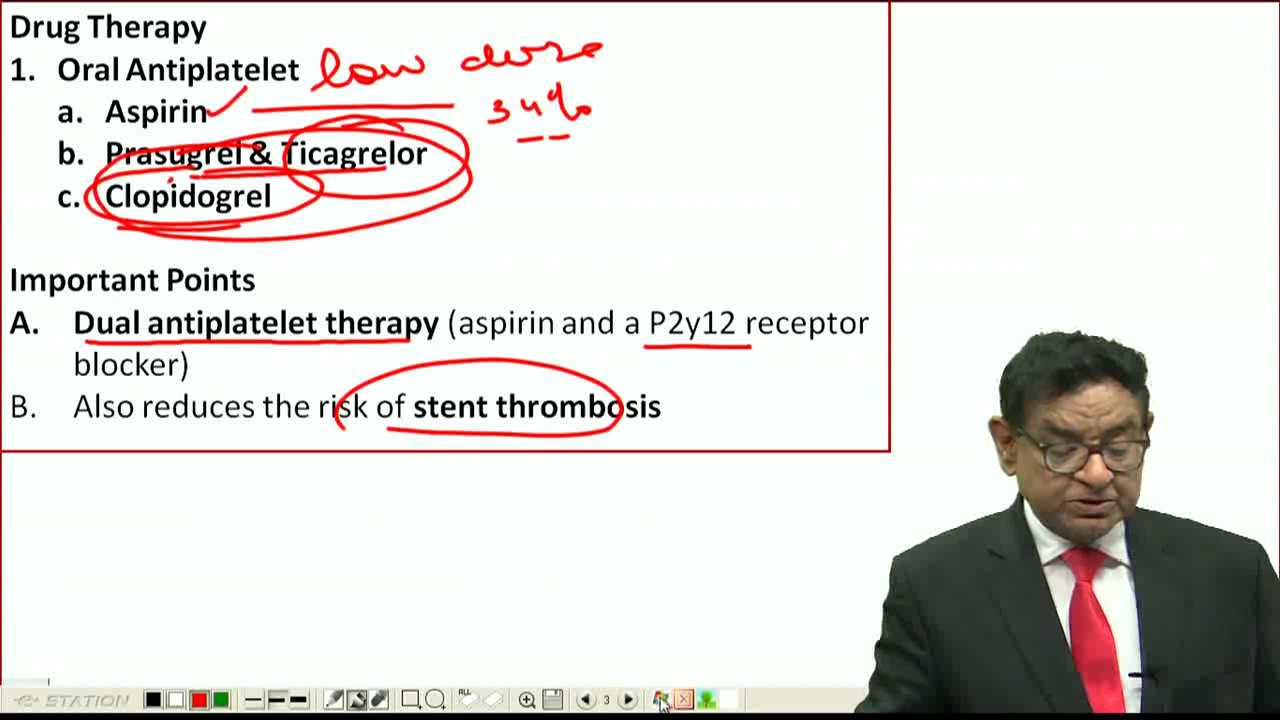 Drug Therapy
1. Oral Antiplatelet low dose
a. Aspirin 34%
b. Prasugrel & Ticagrelor
c. Clopidogrel
Important Points
A. Dual antiplatelet therapy (aspirin and a P2y12 receptor
blocker)
B. Also reduces the risk of stent thrombosis
STATION
ALL
3